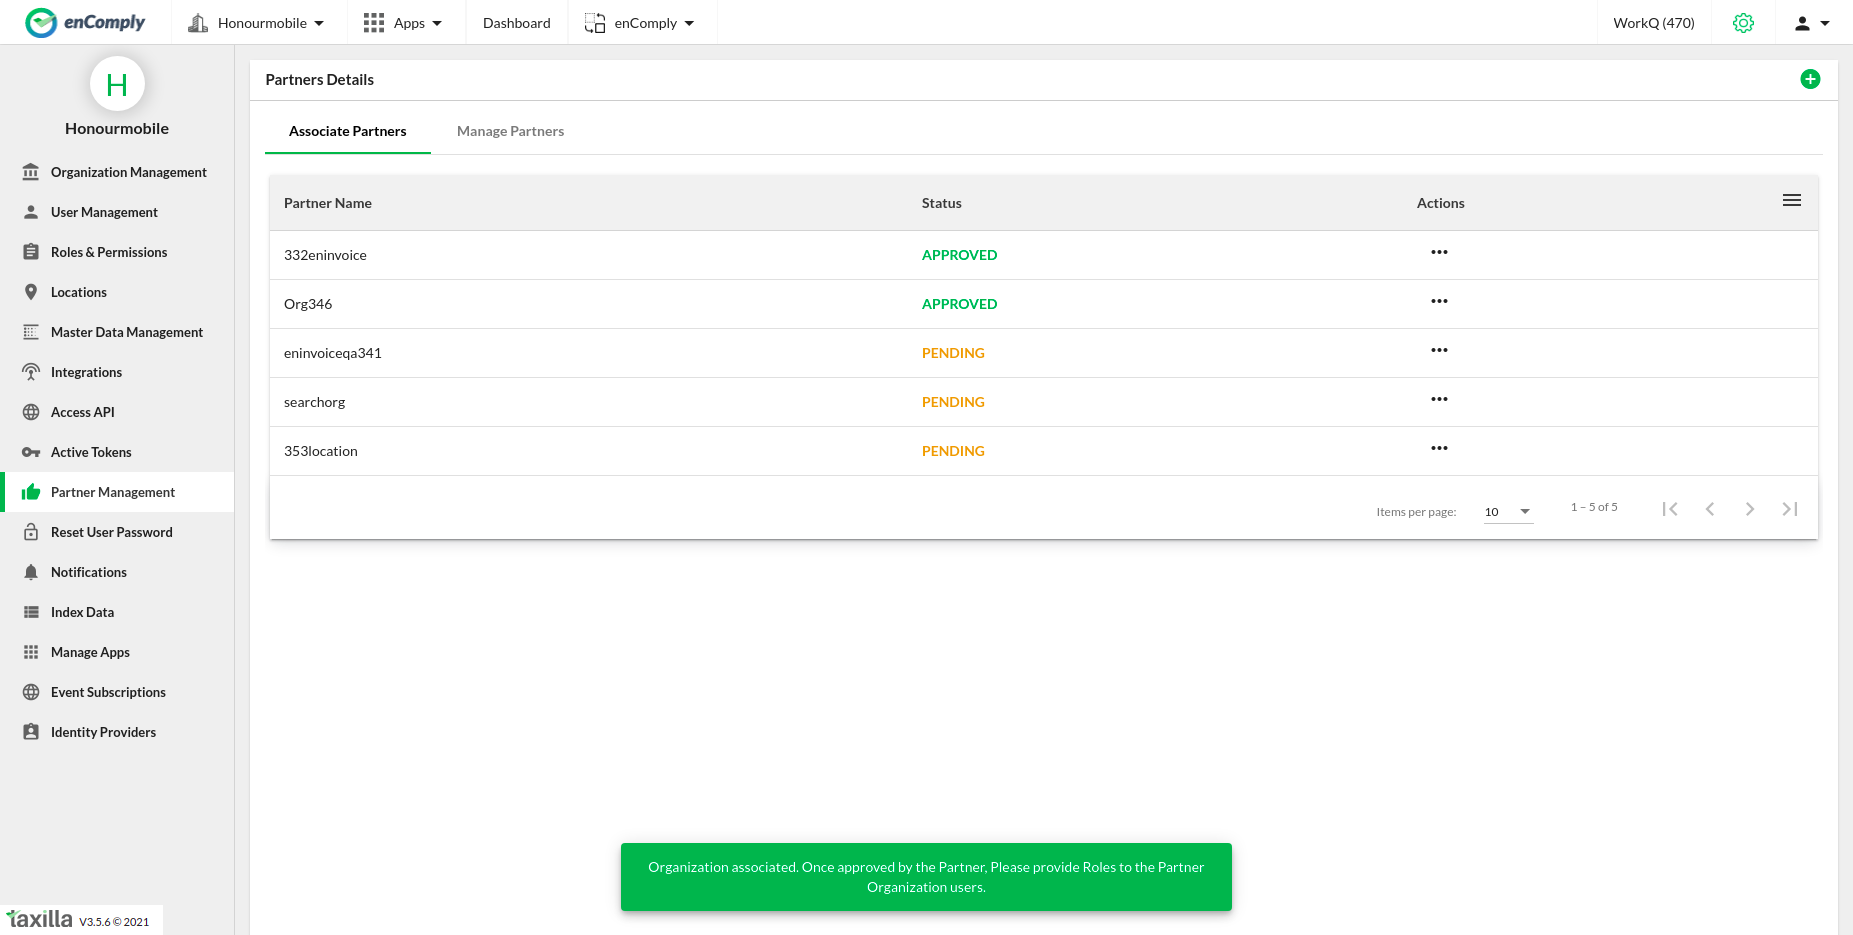 enComply
Honourmobile
Apps
Dashboard
enComply
WorkQ (470)
H
Honourmobile
Organization Management
User Management
Roles & Permissions
Locations
Master Data Management
Integrations
Access API
Active Tokens
Partner Management
Reset User Password
Notifications
Index Data
Manage Apps
Event Subscriptions
Identity Providers
taxilla V3.5.6 © 2021
Partners Details
Associate Partners Manage Partners
Partner Name Status Actions
332eninvoice APPROVED
Org346 APPROVED
eninvoiceqa341 PENDING
searchorg PENDING
353location PENDING
Items per page: 10 1 – 5 of 5
Organization associated. Once approved by the Partner, Please provide Roles to the Partner
Organization users.